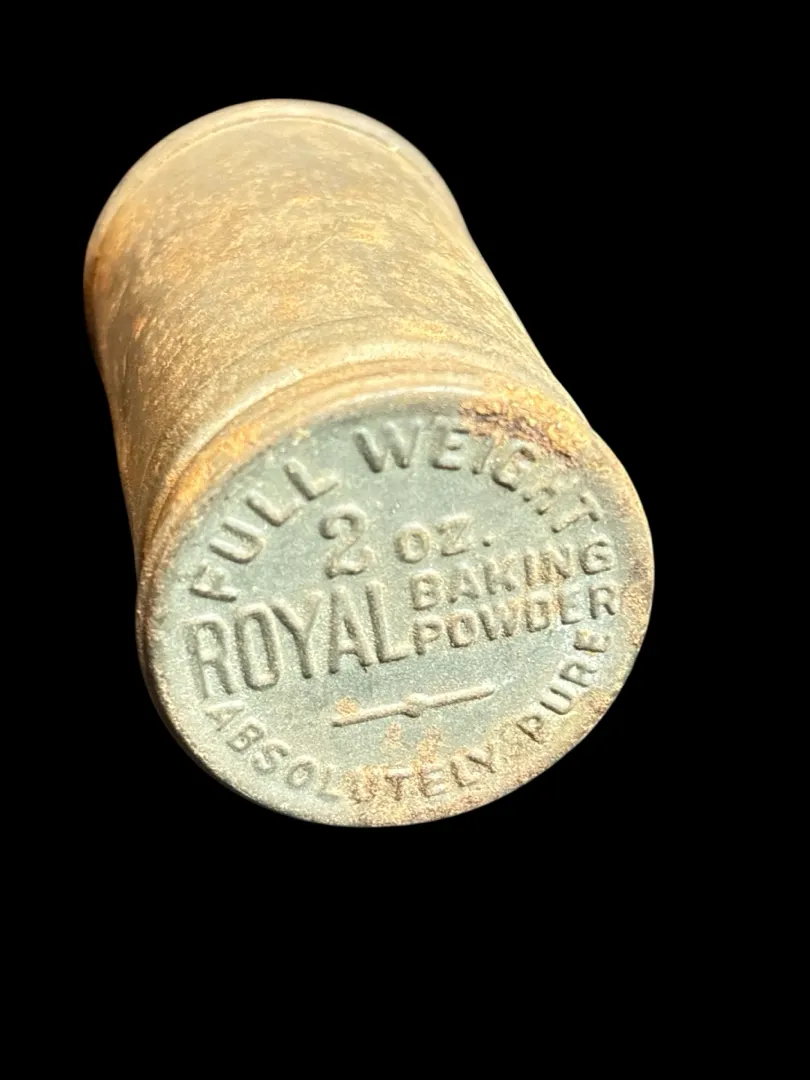 FULL WEIGHT
2 OZ.
ROYAL BAKING
POWDER
ABSOLUTELY PURE